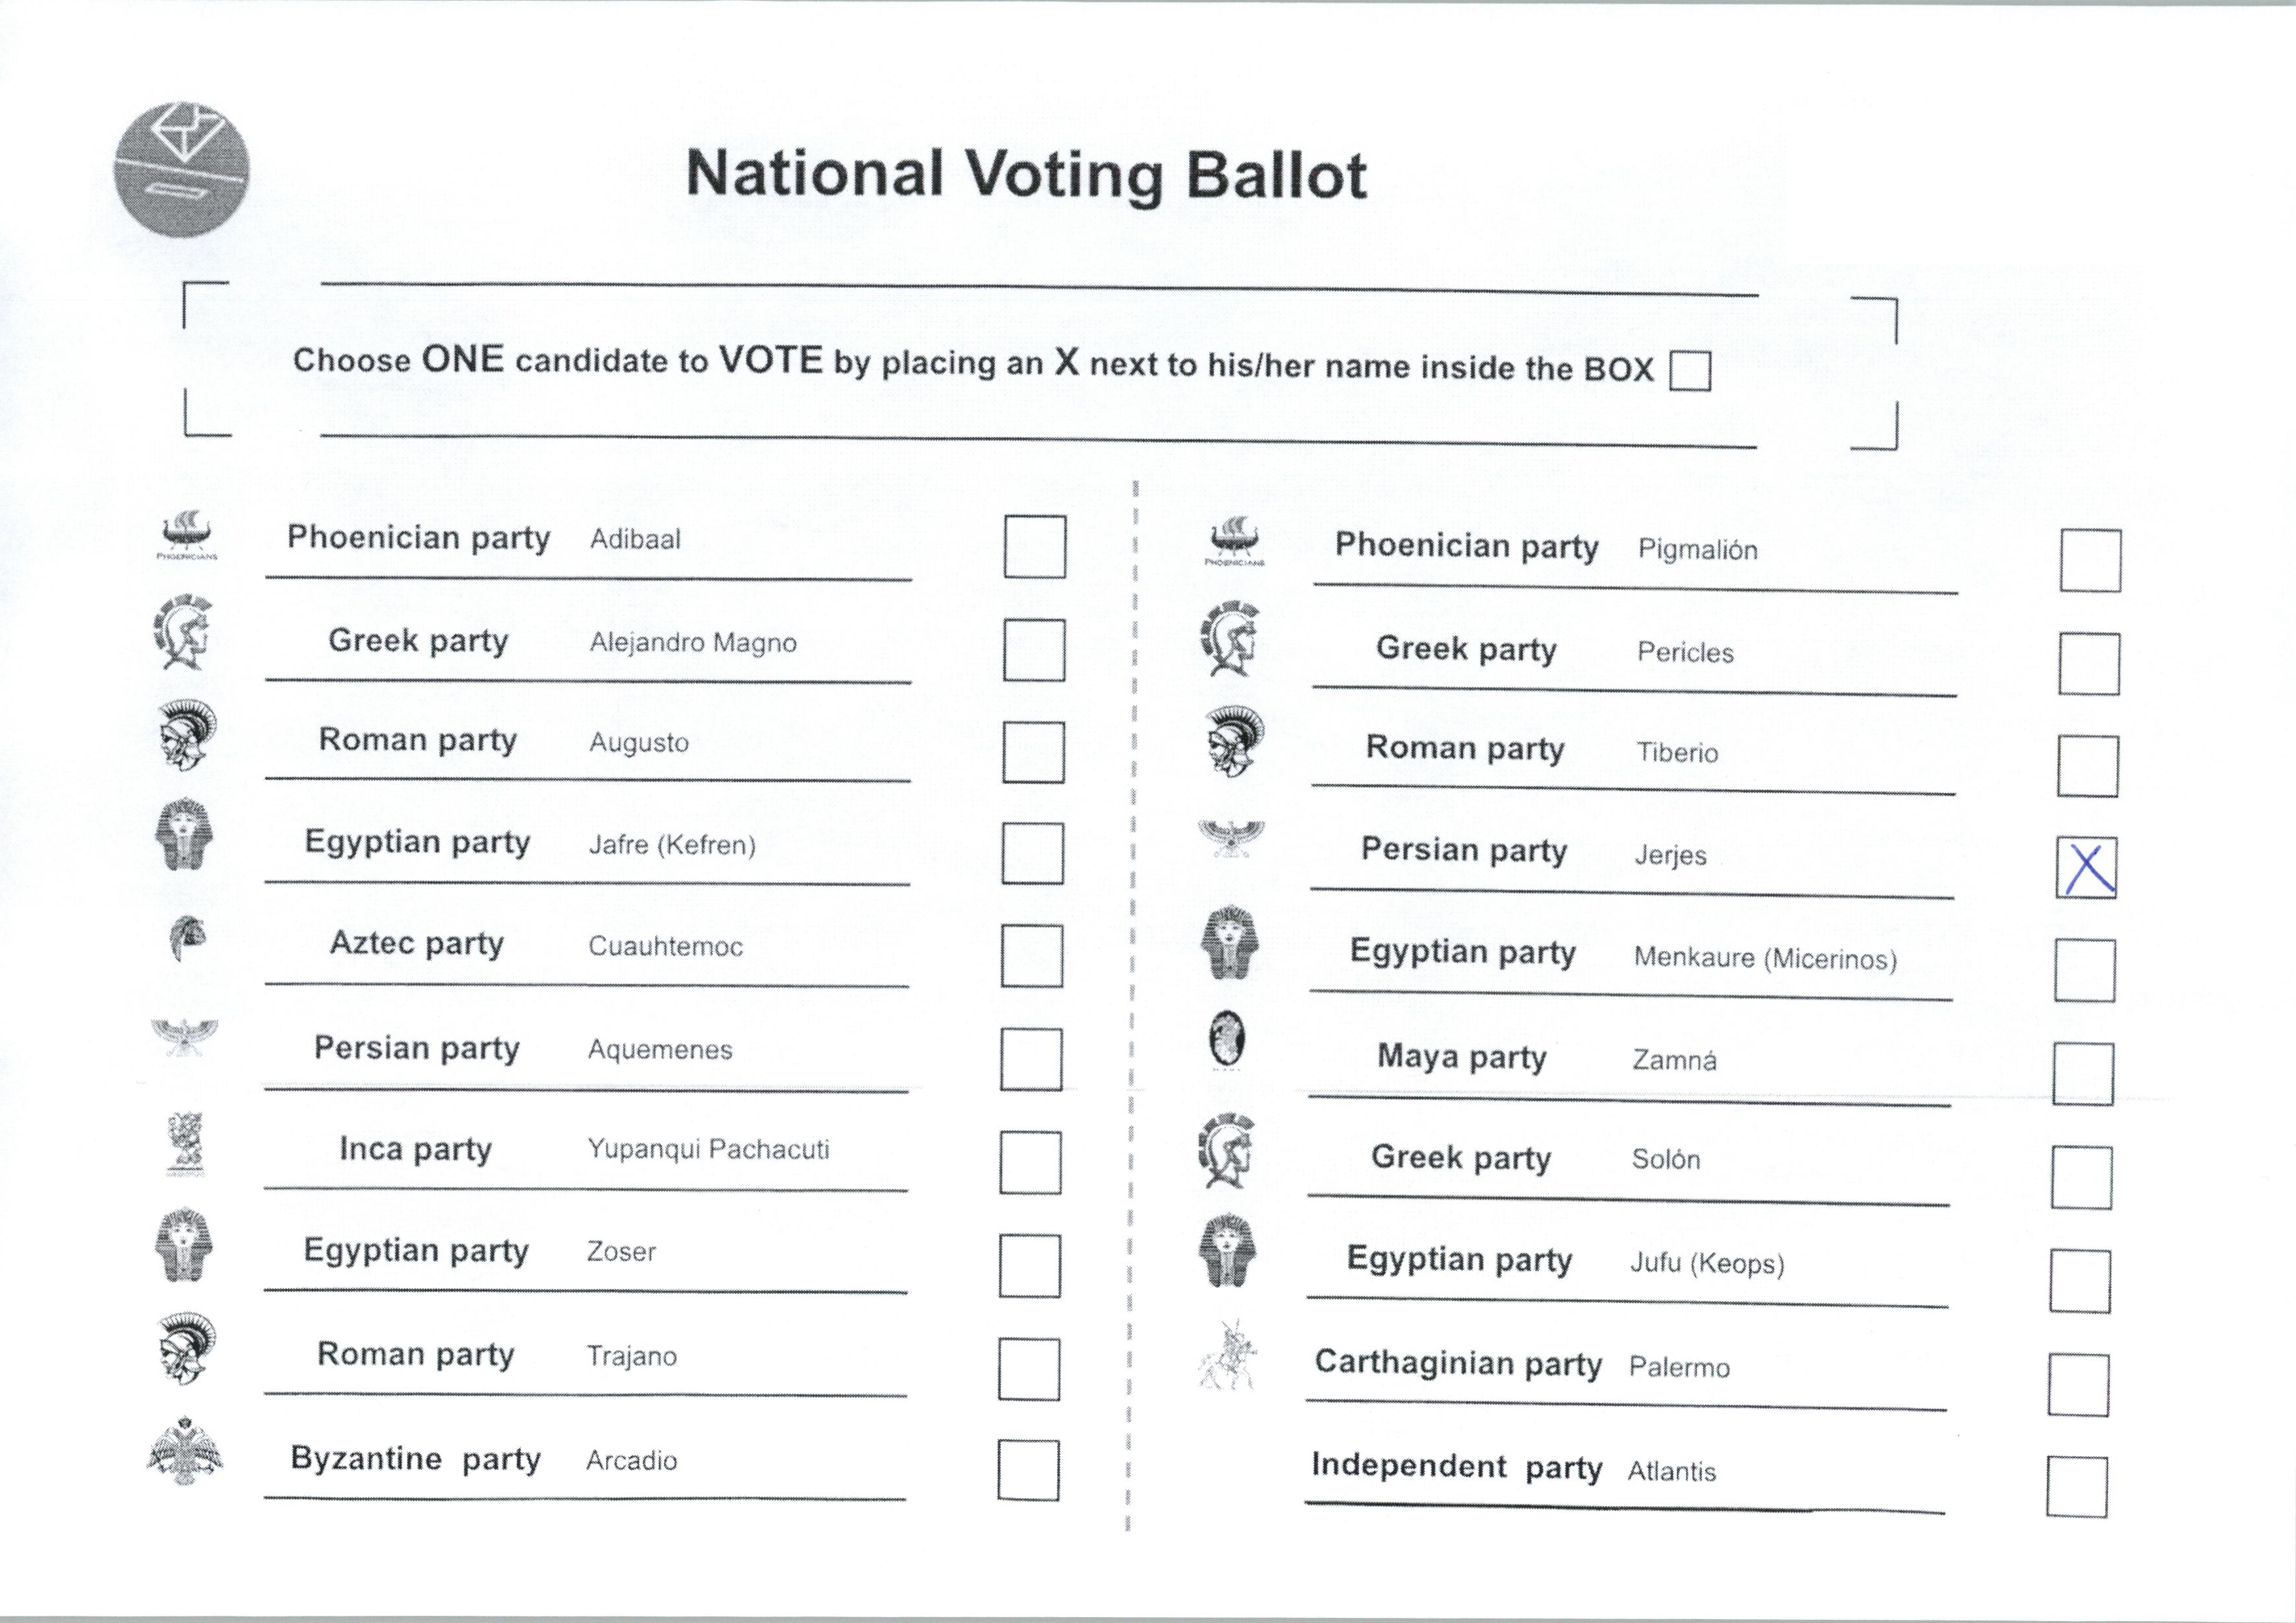 National Voting Ballot
Choose ONE candidate to VOTE by placing an X next to his/her name inside the BOX
PHOENICIANS
Phoenician party Adibaal
Greek party Alejandro Magno
Roman party Augusto
Egyptian party Jafre (Kefren)
Aztec party Cuauhtemoc
Persian party Aquemenes
Inca party Yupanqui Pachacuti
Egyptian party Zoser
Roman party Trajano
Byzantine party Arcadio
PHOENICIANS
Phoenician party Pigmalión
Greek party Pericles
Roman party Tiberio
Persian party Jerjes X
Egyptian party Menkaure (Micerinos)
Maya party Zamná
Greek party Solón
Egyptian party Jufu (Keops)
Carthaginian party Palermo
Independent party Atlantis